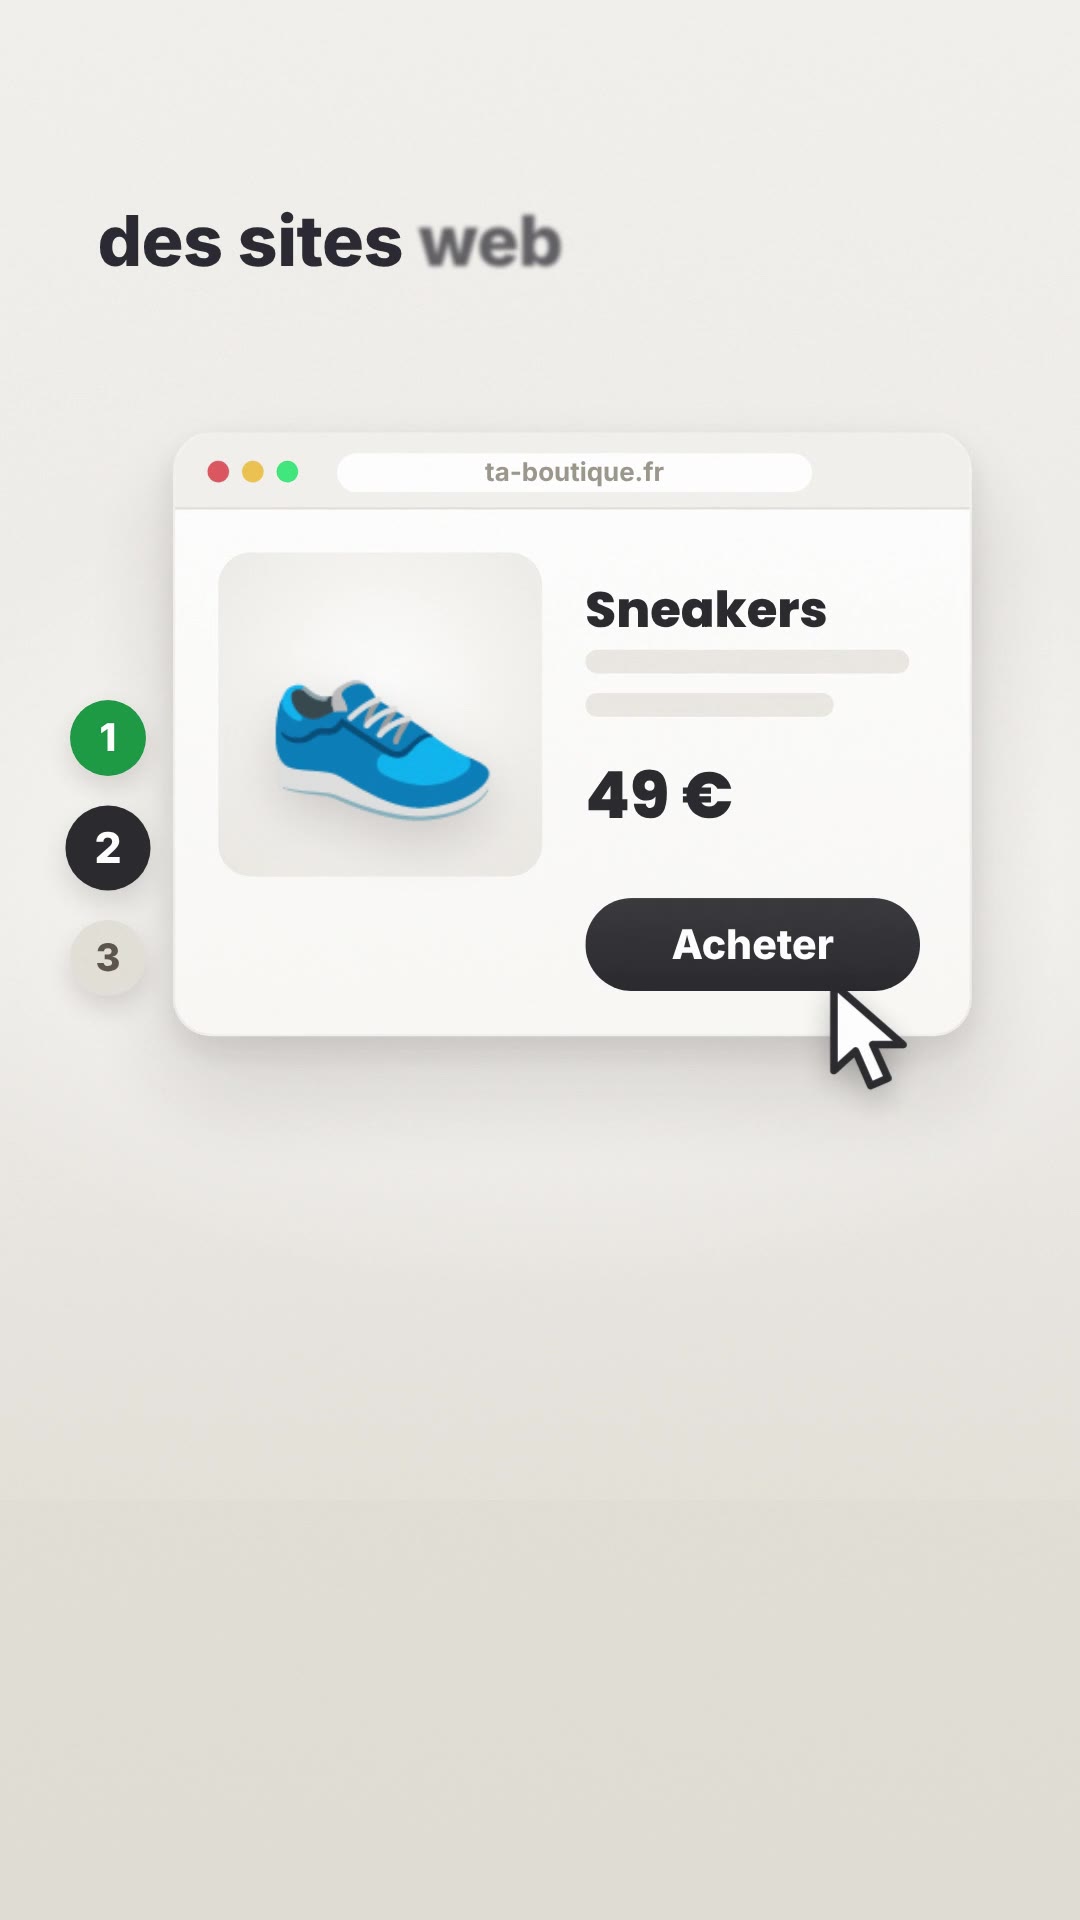 des sites web
ta-boutique.fr
Sneakers
1
49 €
2
Acheter
3